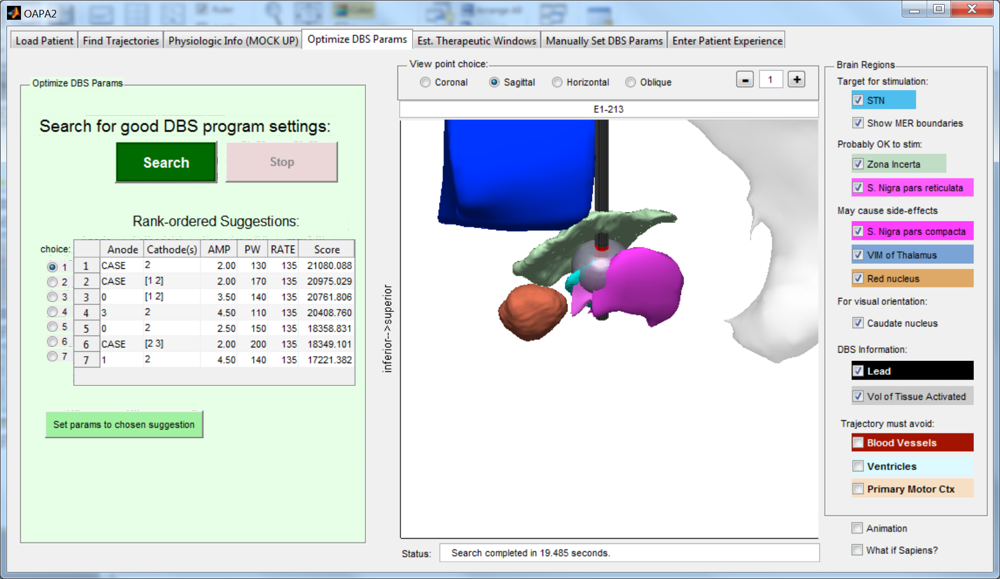 OAPA2
Load Patient
Find Trajectories
Physiologic Info (MOCK UP)
Optimize DBS Params
Est. Therapeutic Windows
Manually Set DBS Params
Enter Patient Experience
Optimize DBS Params
Search for good DBS program settings:
Search
Stop
Rank-ordered Suggestions:
choice:
Anode Cathode(s) AMP PW RATE Score
1 1 CASE 2 2.00 130 135 21080.088
2 2 CASE [1 2] 2.00 170 135 20975.029
3 3 0 [1 2] 3.50 140 135 20761.806
4 4 3 2 4.50 110 135 20408.760
5 5 0 2 2.50 150 135 18358.831
6 6 CASE [2 3] 2.00 200 135 18349.101
7 7 1 2 4.50 140 135 17221.382
Set params to chosen suggestion
View point choice:
Coronal Sagittal Horizontal Oblique - 1 +
E1-213
inferior-->superior
Status: Search completed in 19.485 seconds.
Brain Regions
Target for stimulation:
STN
Show MER boundaries
Probably OK to stim:
Zona Incerta
S. Nigra pars reticulata
May cause side-effects
S. Nigra pars compacta
VIM of Thalamus
Red nucleus
For visual orientation:
Caudate nucleus
DBS Information:
Lead
Vol of Tissue Activated
Trajectory must avoid:
Blood Vessels
Ventricles
Primary Motor Ctx
Animation
What if Sapiens?